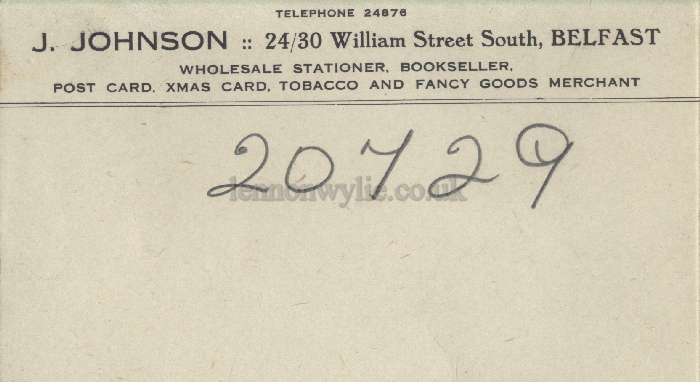 TELEPHONE 24876
J. JOHNSON :: 24/30 William Street South, BELFAST
WHOLESALE STATIONER, BOOKSELLER,
POST CARD, XMAS CARD, TOBACCO AND FANCY GOODS MERCHANT
20729
lennonwylie.co.uk